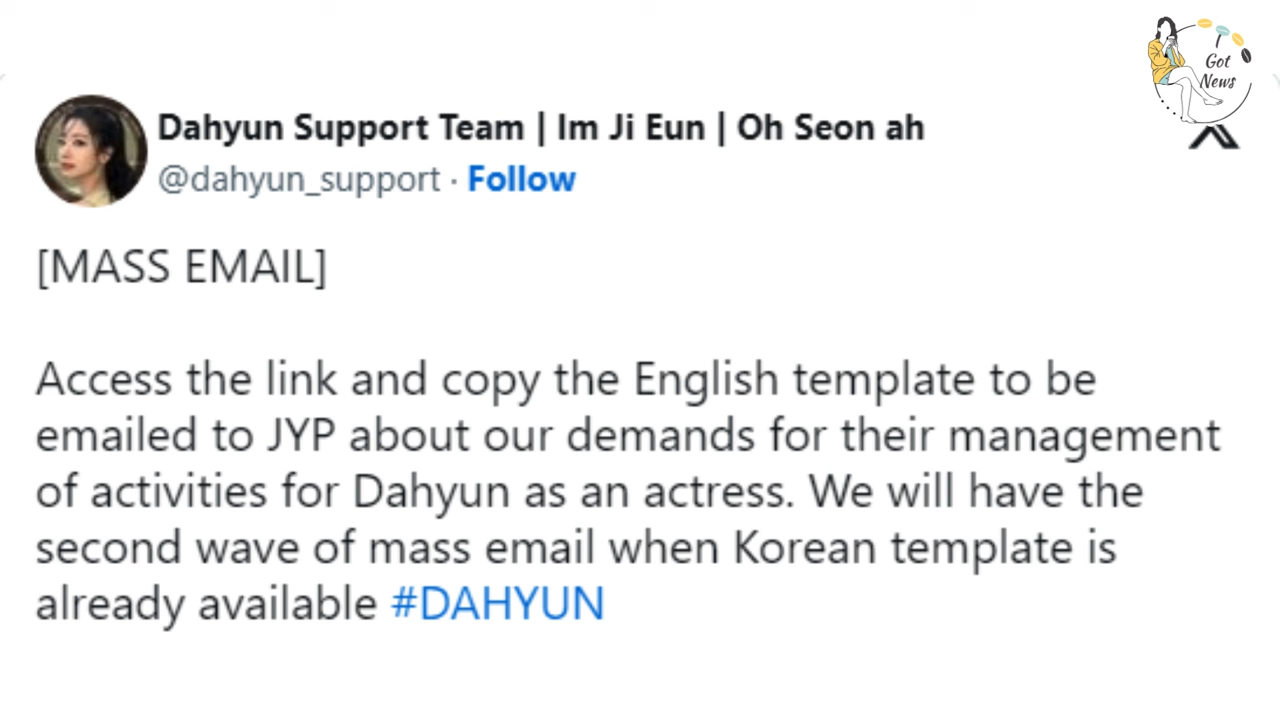 Got
News
Dahyun Support Team | Im Ji Eun | Oh Seon ah
@dahyun_support · Follow
[MASS EMAIL]
Access the link and copy the English template to be
emailed to JYP about our demands for their management
of activities for Dahyun as an actress. We will have the
second wave of mass email when Korean template is
already available #DAHYUN